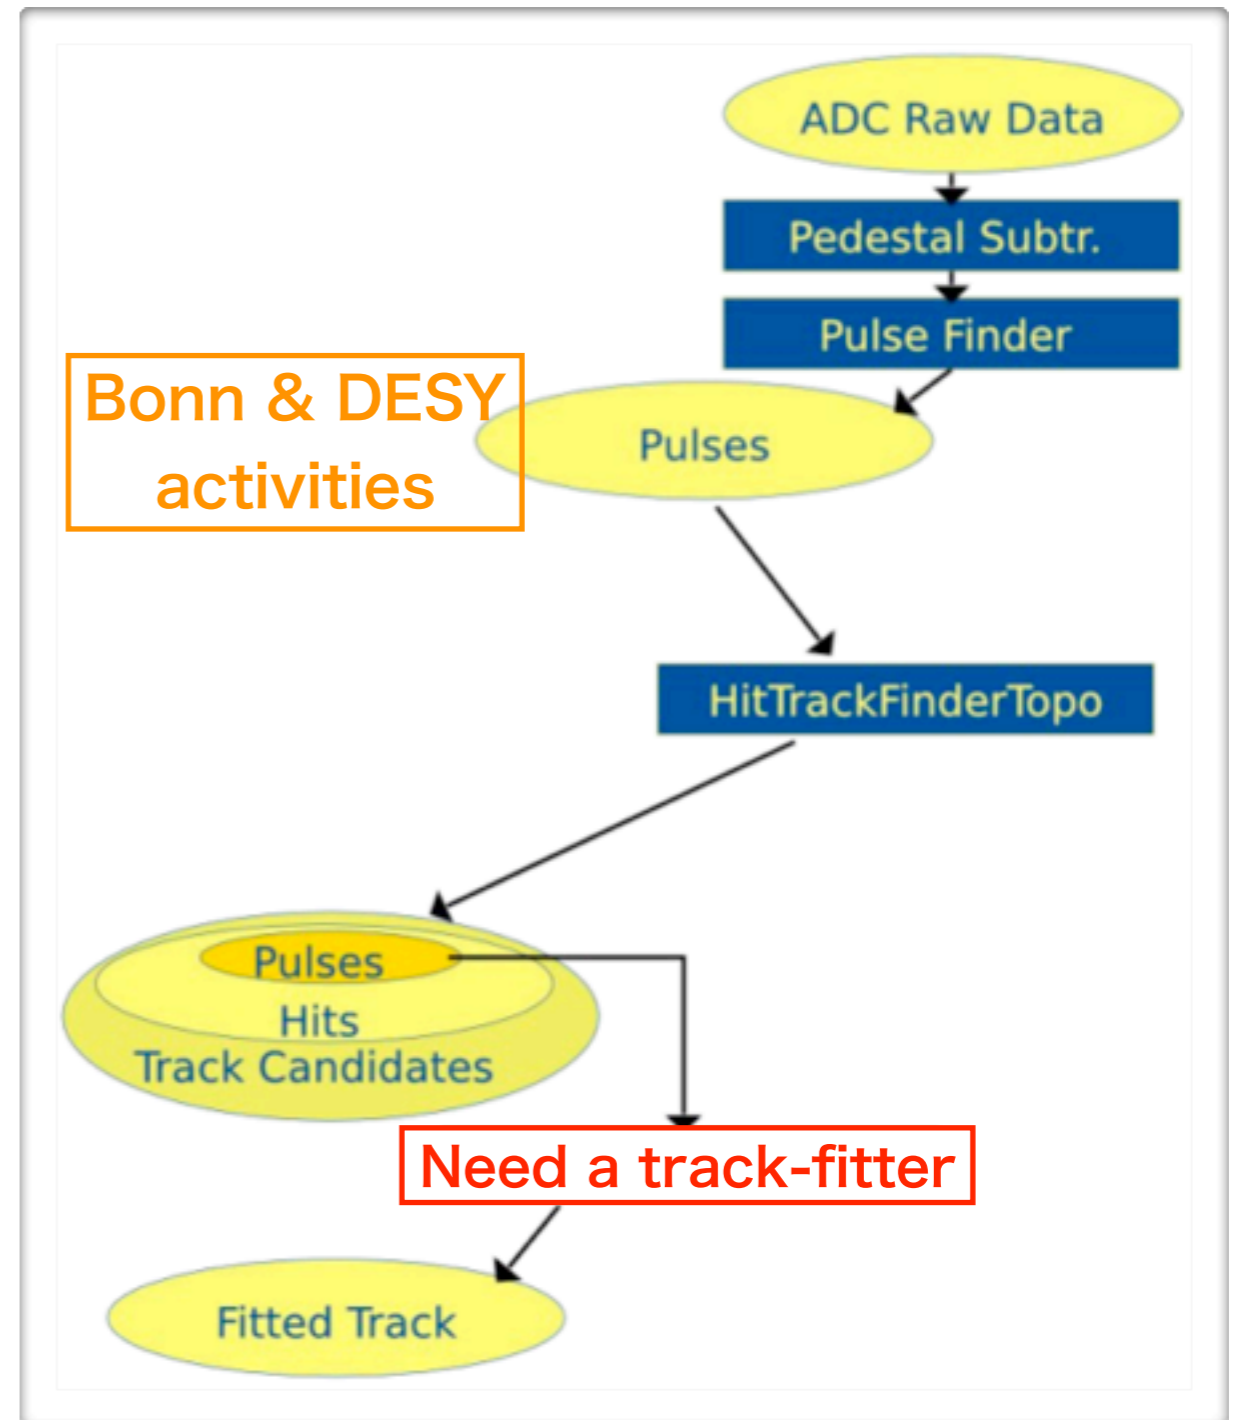 ADC Raw Data
Pedestal Subtr.
Pulse Finder
Bonn & DESY
activities
Pulses
HitTrackFinderTopo
Pulses
Hits
Track Candidates
Need a track-fitter
Fitted Track